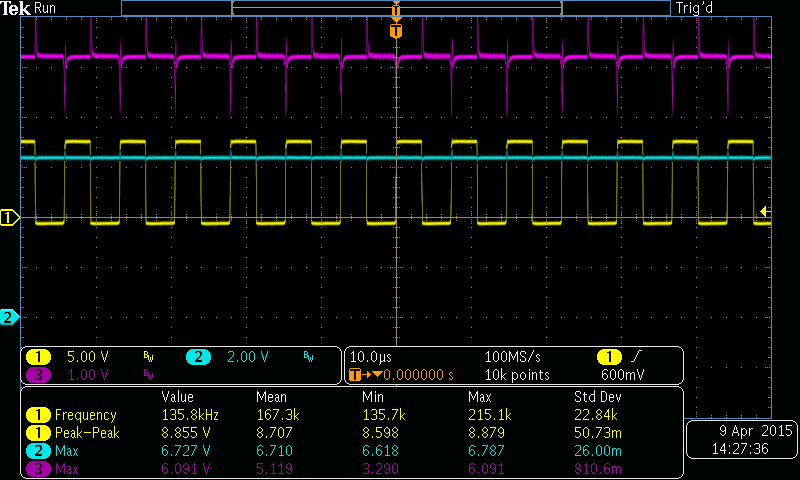 Tek Run Trig'd
T
T
1
2
1 5.00 V BW 2 2.00 V BW 10.0µs 100MS/s 1
3 1.00 V BW T 0.000000 s 10k points 600mV
Value Mean Min Max Std Dev
1 Frequency 135.8kHz 167.3k 135.7k 215.1k 22.84k
1 Peak-Peak 8.855 V 8.707 8.598 8.879 50.73m
2 Max 6.727 V 6.710 6.618 6.787 26.00m
3 Max 6.091 V 5.119 3.290 6.091 810.6m
9 Apr 2015
14:27:36